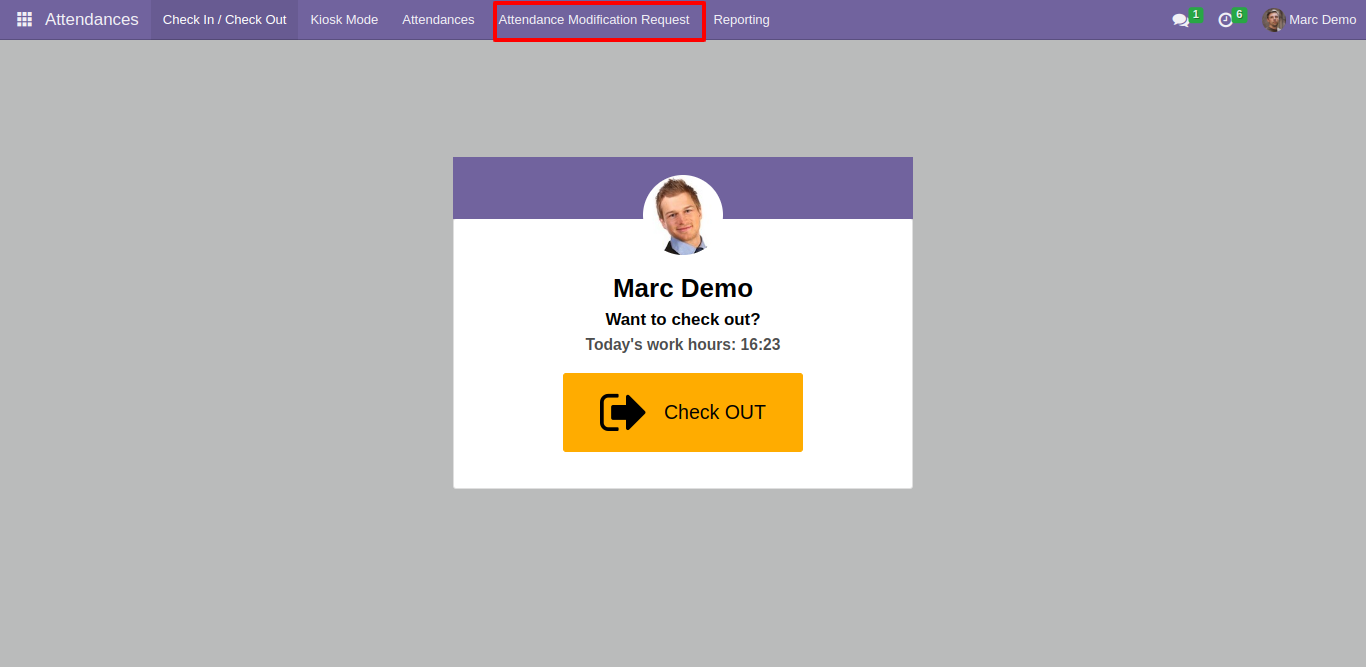 Attendances Check In / Check Out Kiosk Mode Attendances Attendance Modification Request Reporting 1 6 Marc Demo
Marc Demo
Want to check out?
Today's work hours: 16:23
Check OUT